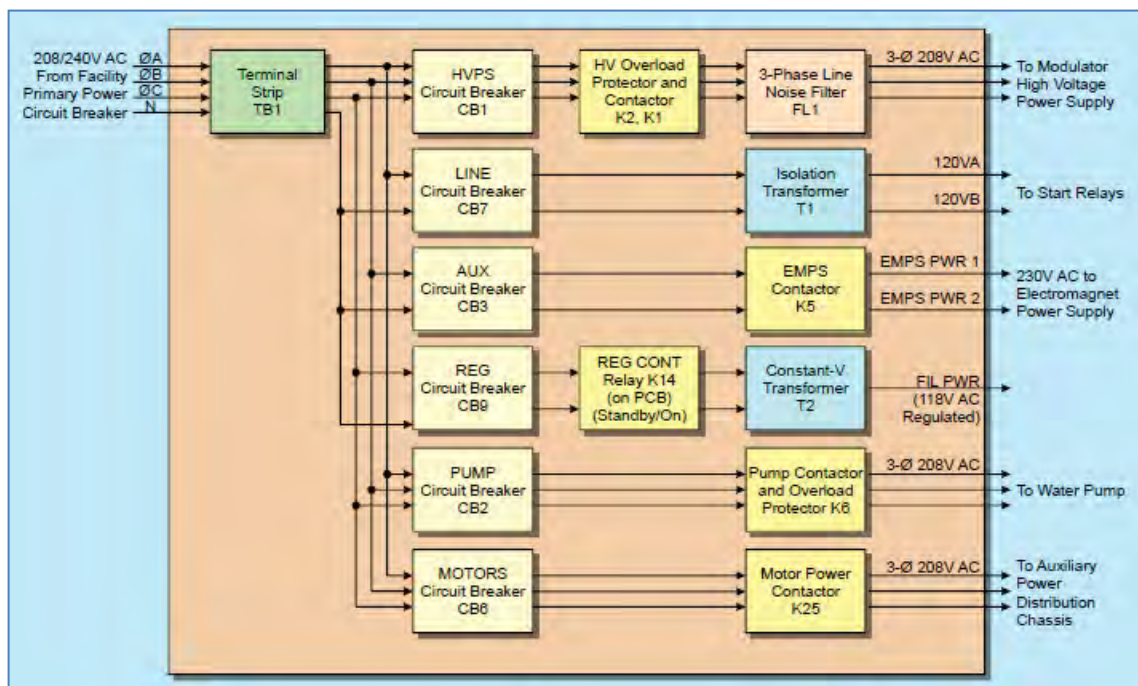 208/240V AC ØA
From Facility ØB
Primary Power ØC
Circuit Breaker N
Terminal
Strip
TB1
HVPS
Circuit Breaker
CB1
HV Overload
Protector and
Contactor
K2, K1
3-Phase Line
Noise Filter
FL1
3-Ø 208V AC
To Modulator
High Voltage
Power Supply
LINE
Circuit Breaker
CB7
Isolation
Transformer
T1
120VA
120VB
To Start Relays
AUX
Circuit Breaker
CB3
EMPS
Contactor
K5
EMPS PWR 1
EMPS PWR 2
230V AC to
Electromagnet
Power Supply
REG
Circuit Breaker
CB9
REG CONT
Relay K14
(on PCB)
(Standby/On)
Constant-V
Transformer
T2
FIL PWR
(118V AC
Regulated)
PUMP
Circuit Breaker
CB2
Pump Contactor
and Overload
Protector K6
3-Ø 208V AC
To Water Pump
MOTORS
Circuit Breaker
CB6
Motor Power
Contactor
K25
3-Ø 208V AC
To Auxiliary
Power
Distribution
Chassis